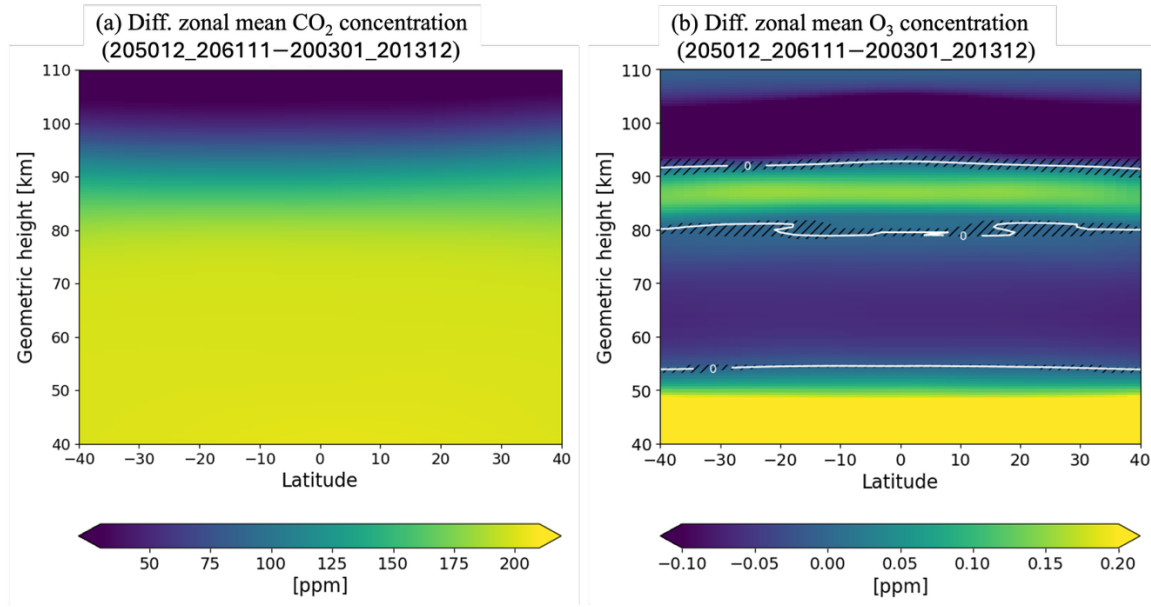 (a) Diff. zonal mean CO₂ concentration
(205012_206111−200301_201312)
110
100
90
80
70
60
50
40
Geometric height [km]
−40 −30 −20 −10 0 10 20 30 40
Latitude
50 75 100 125 150 175 200
[ppm]
(b) Diff. zonal mean O₃ concentration
(205012_206111−200301_201312)
110
100
90
80
70
60
50
40
Geometric height [km]
0
0
0
−40 −30 −20 −10 0 10 20 30 40
Latitude
−0.10 −0.05 0.00 0.05 0.10 0.15 0.20
[ppm]